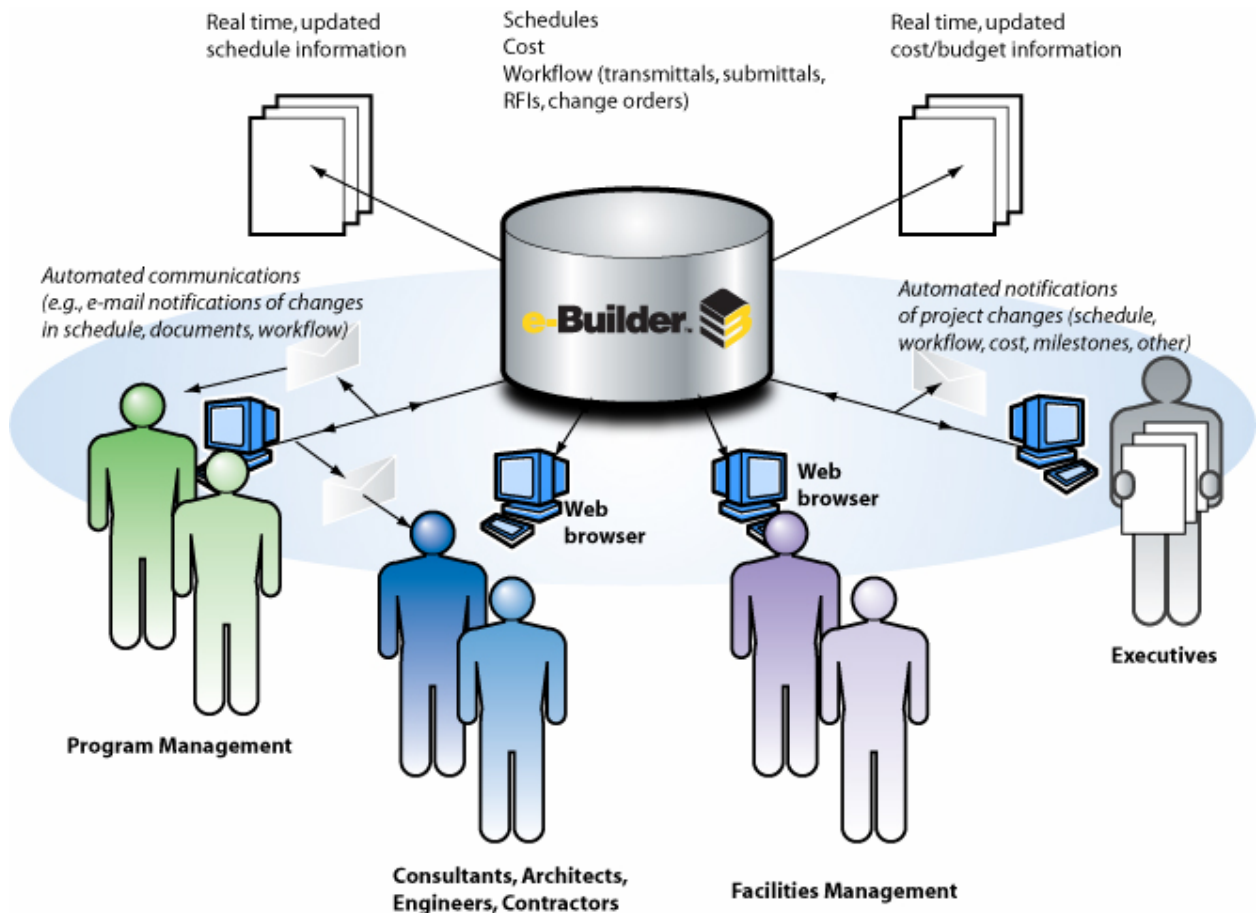 Real time, updated
schedule information
Schedules
Cost
Workflow (transmittals, submittals,
RFIs, change orders)
Real time, updated
cost/budget information
Automated communications
(e.g., e-mail notifications of changes
in schedule, documents, workflow)
e-Builder™
Automated notifications
of project changes (schedule,
workflow, cost, milestones, other)
Web
browser
Web
browser
Program Management
Consultants, Architects,
Engineers, Contractors
Facilities Management
Executives